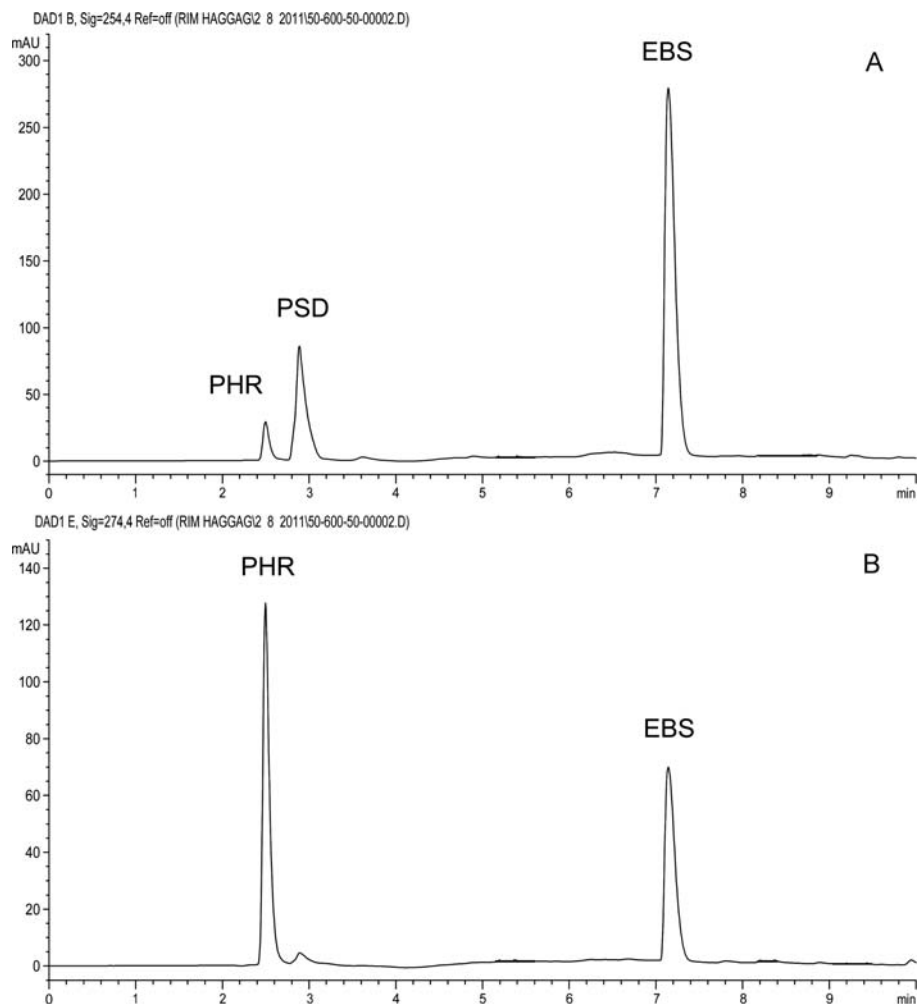 DAD1 B, Sig=254,4 Ref=off (RIM HAGGAG\2 8 2011\50-600-50-00002.D)
mAU
300
250
200
150
100
50
0
A
EBS
PSD
PHR
0 1 2 3 4 5 6 7 8 9 min
DAD1 E, Sig=274,4 Ref=off (RIM HAGGAG\2 8 2011\50-600-50-00002.D)
mAU
140
120
100
80
60
40
20
0
B
PHR
EBS
0 1 2 3 4 5 6 7 8 9 min